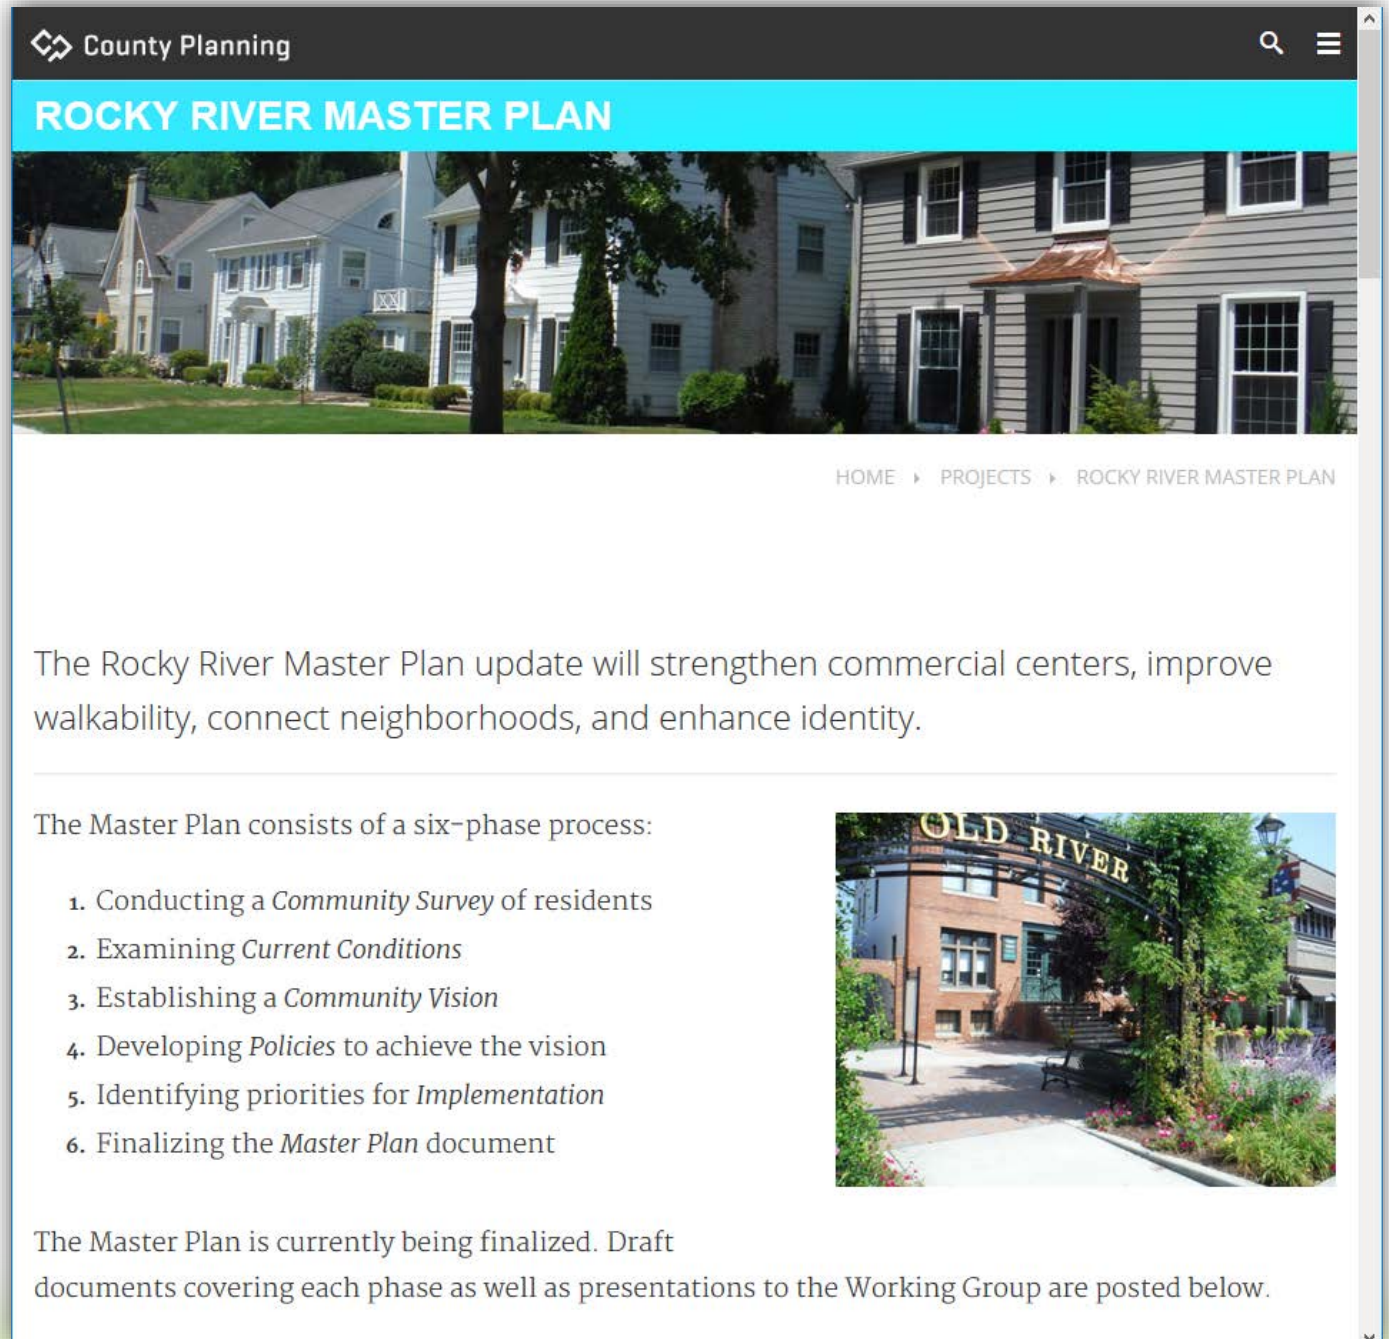 County Planning
ROCKY RIVER MASTER PLAN
HOME ▸ PROJECTS ▸ ROCKY RIVER MASTER PLAN
The Rocky River Master Plan update will strengthen commercial centers, improve
walkability, connect neighborhoods, and enhance identity.
The Master Plan consists of a six-phase process:
1. Conducting a Community Survey of residents
2. Examining Current Conditions
3. Establishing a Community Vision
4. Developing Policies to achieve the vision
5. Identifying priorities for Implementation
6. Finalizing the Master Plan document
OLD RIVER
The Master Plan is currently being finalized. Draft
documents covering each phase as well as presentations to the Working Group are posted below.